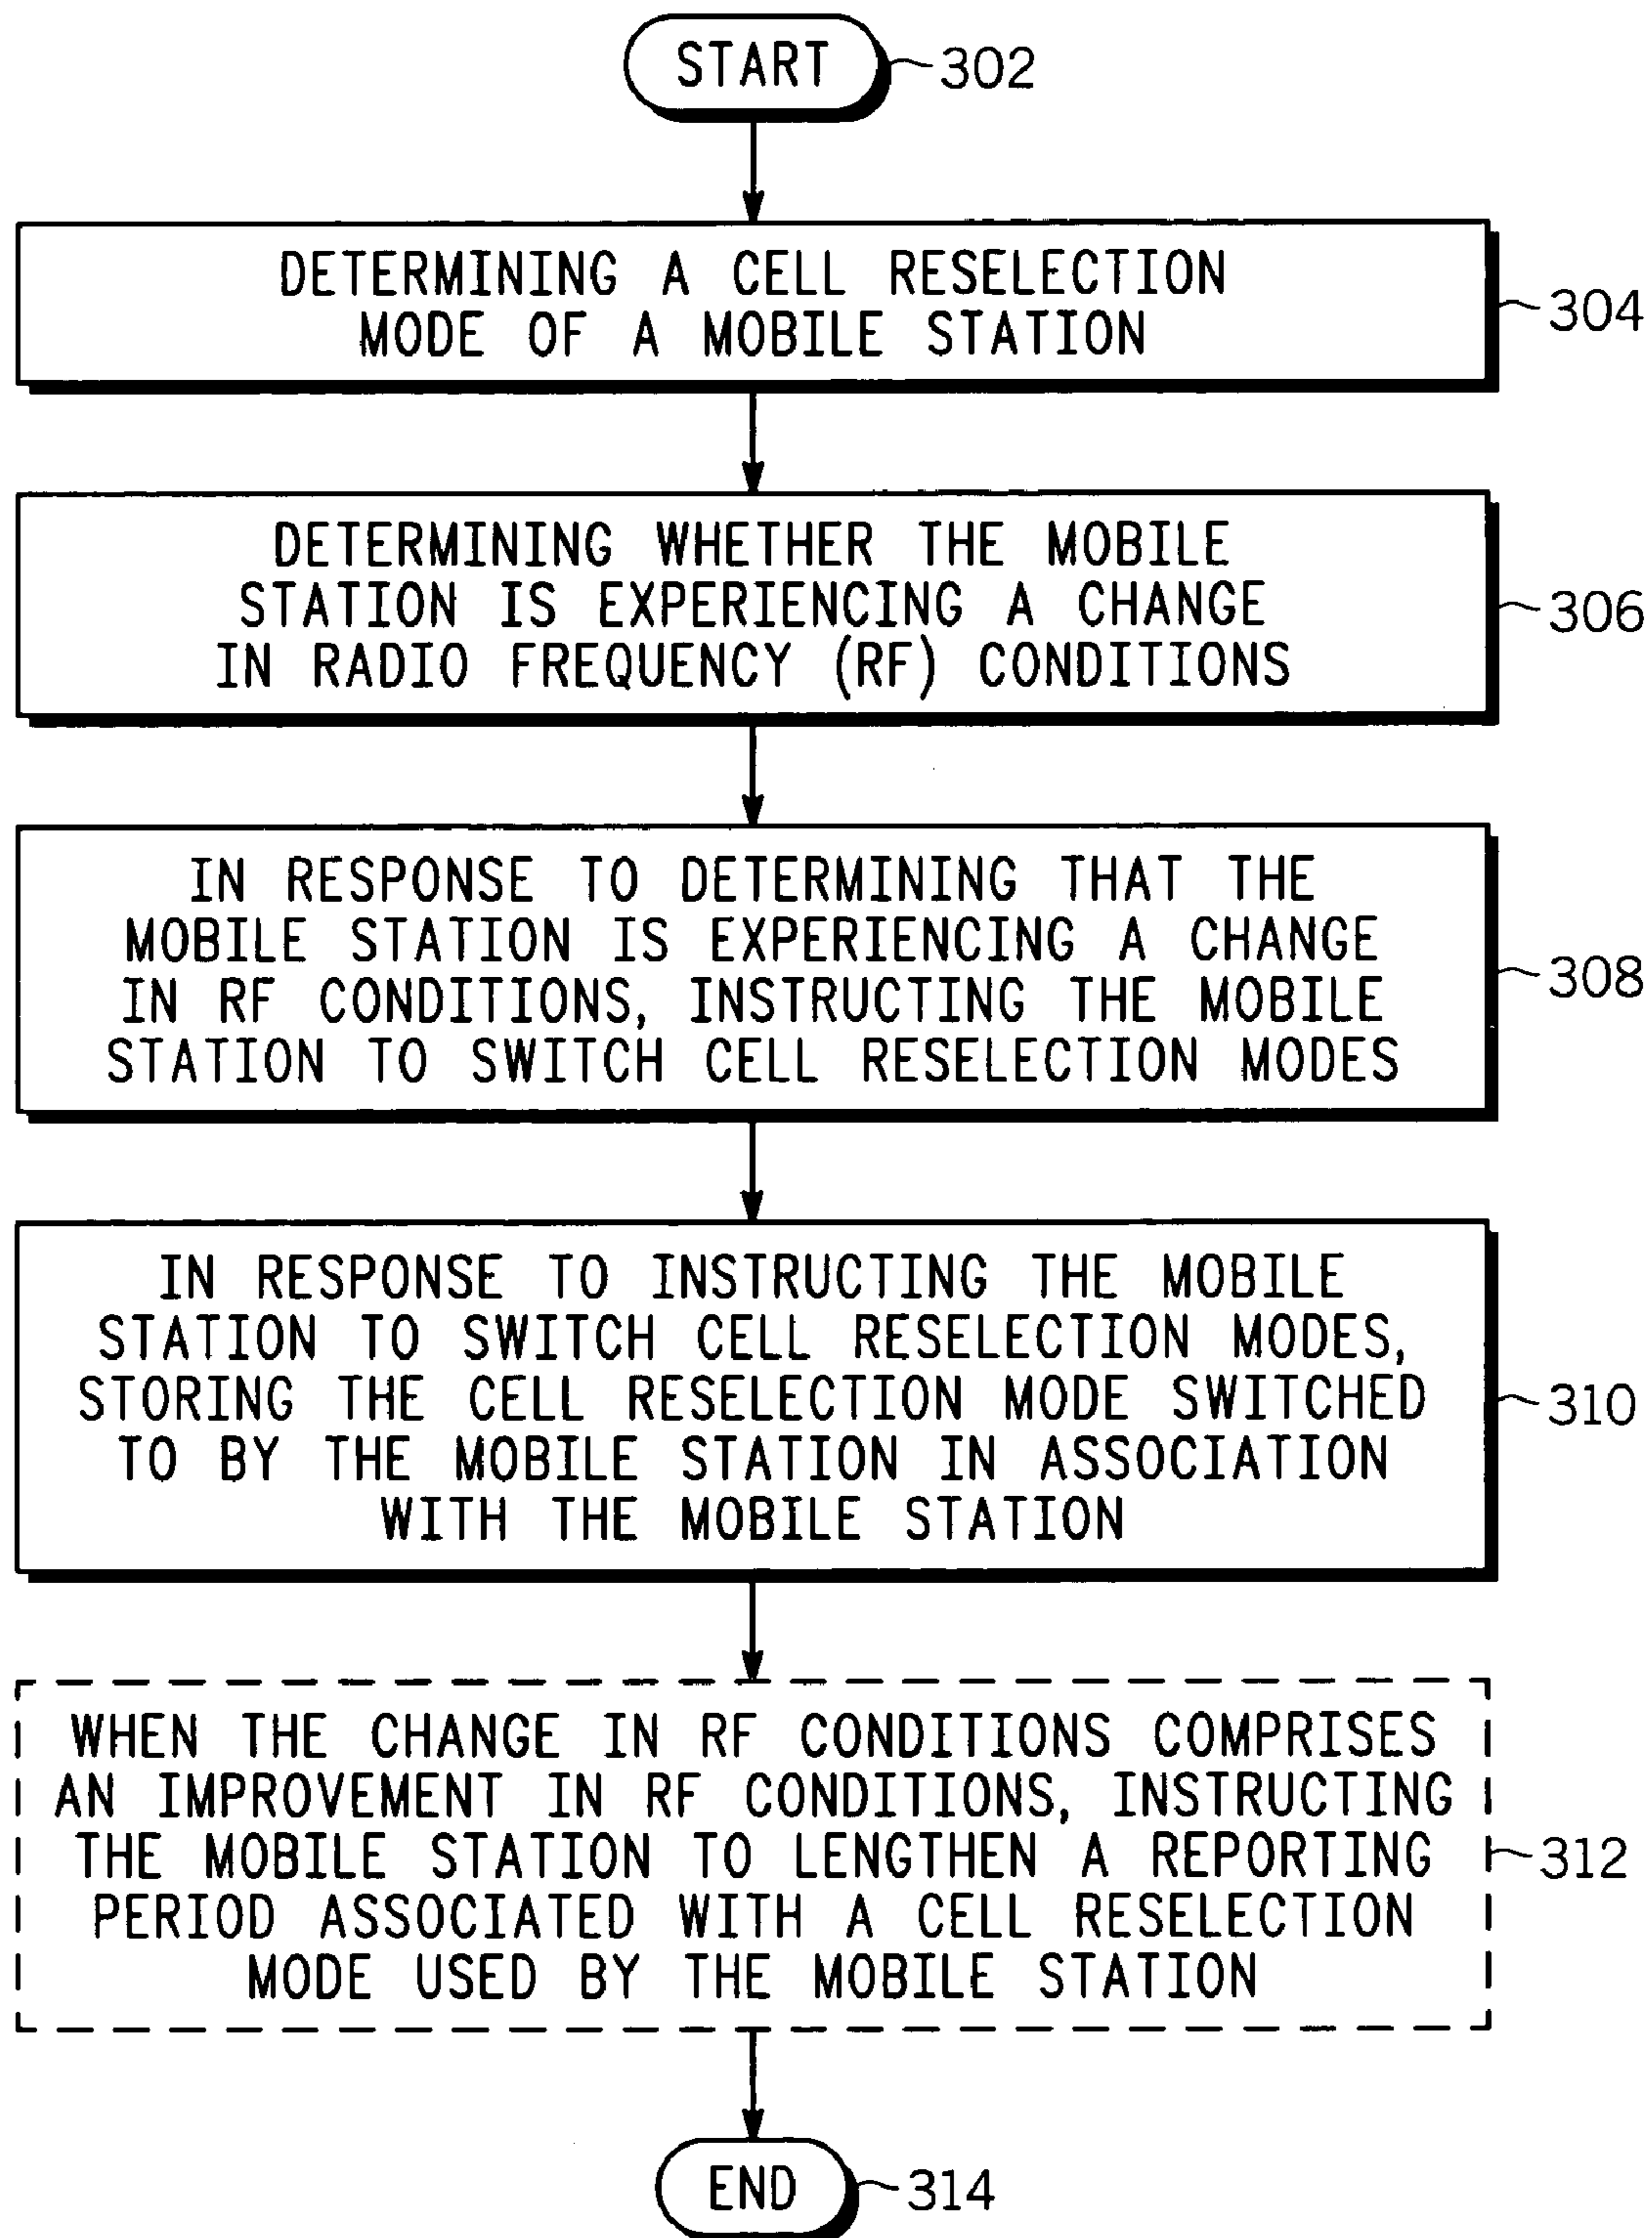 START 302
DETERMINING A CELL RESELECTION
MODE OF A MOBILE STATION
304
DETERMINING WHETHER THE MOBILE
STATION IS EXPERIENCING A CHANGE
IN RADIO FREQUENCY (RF) CONDITIONS
306
IN RESPONSE TO DETERMINING THAT THE
MOBILE STATION IS EXPERIENCING A CHANGE
IN RF CONDITIONS, INSTRUCTING THE MOBILE
STATION TO SWITCH CELL RESELECTION MODES
308
IN RESPONSE TO INSTRUCTING THE MOBILE
STATION TO SWITCH CELL RESELECTION MODES,
STORING THE CELL RESELECTION MODE SWITCHED
TO BY THE MOBILE STATION IN ASSOCIATION
WITH THE MOBILE STATION
310
WHEN THE CHANGE IN RF CONDITIONS COMPRISES
AN IMPROVEMENT IN RF CONDITIONS, INSTRUCTING
THE MOBILE STATION TO LENGTHEN A REPORTING
PERIOD ASSOCIATED WITH A CELL RESELECTION
MODE USED BY THE MOBILE STATION
312
END 314